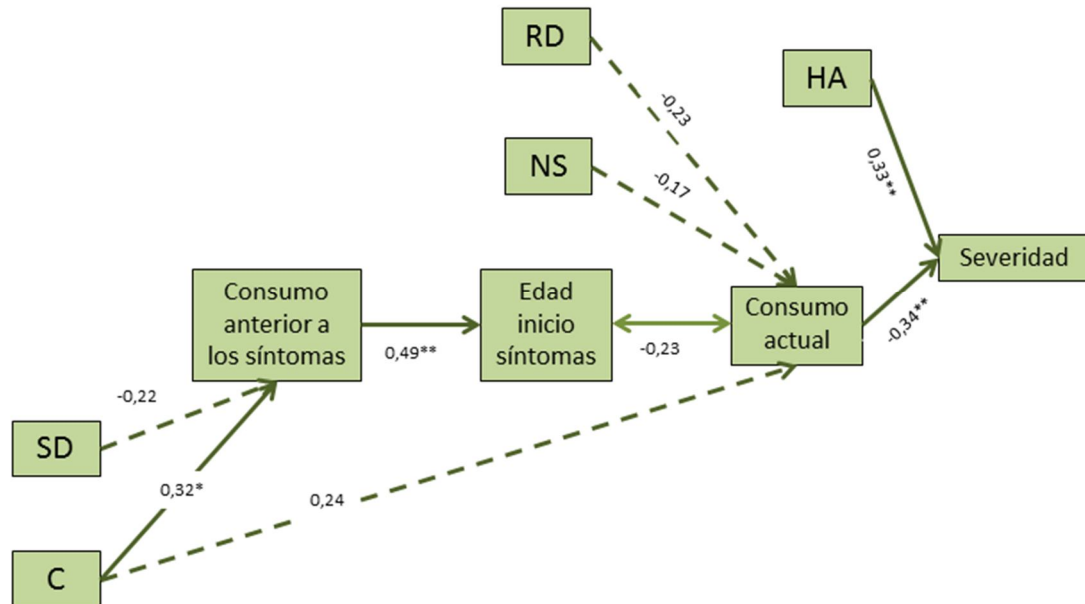 RD
HA
-0,23
NS
-0,17
0,33**
Severidad
Consumo
anterior a
los síntomas
Edad
inicio
síntomas
Consumo
actual
0,49**
-0,23
-0,34**
-0,22
SD
0,32*
0,24
C